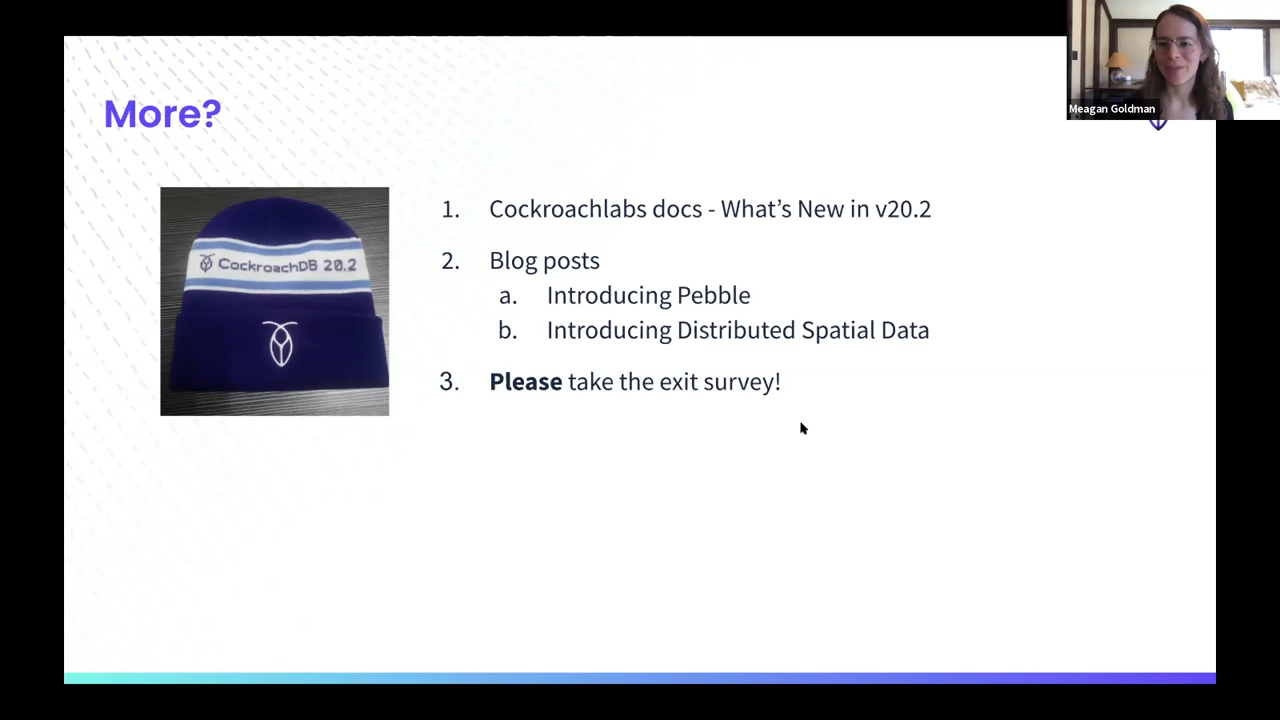 More?
Meagan Goldman
CockroachDB 20.2
1. Cockroachlabs docs - What’s New in v20.2
2. Blog posts
a. Introducing Pebble
b. Introducing Distributed Spatial Data
3. Please take the exit survey!